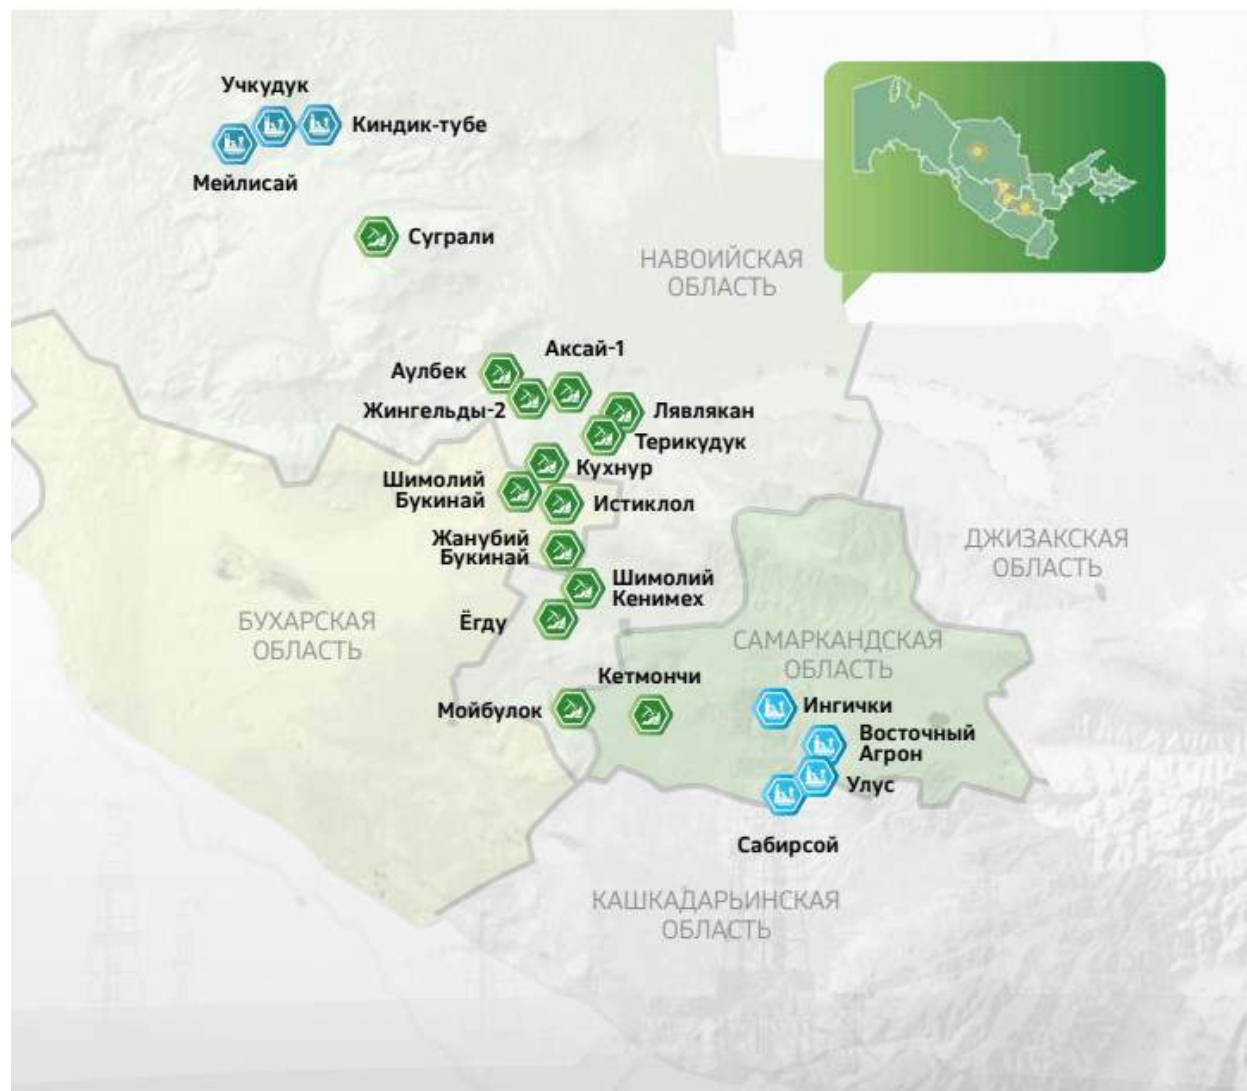 Учкудук
Киндик-тубе
Мейлисай
Суграли
НАВОИЙСКАЯ
ОБЛАСТЬ
Аксай-1
Аулбек
Жингельды-2
Лявлякан
Терикудук
Кухнур
Шимолий
Букинай
Истиклол
Жанубий
Букинай
ДЖИЗАКСКАЯ
ОБЛАСТЬ
Шимолий
Кенимех
Ёгду
БУХАРСКАЯ
ОБЛАСТЬ
САМАРКАНДСКАЯ
ОБЛАСТЬ
Кетмончи
Мойбулок
Ингички
Восточный
Агрон
Улус
Сабирсой
КАШКАДАРЬИНСКАЯ
ОБЛАСТЬ